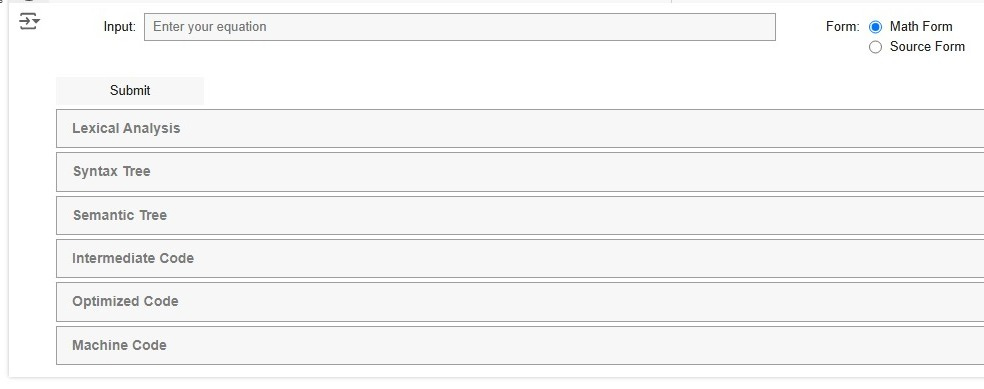 Input: Enter your equation Form: Math Form
Source Form
Submit
Lexical Analysis
Syntax Tree
Semantic Tree
Intermediate Code
Optimized Code
Machine Code